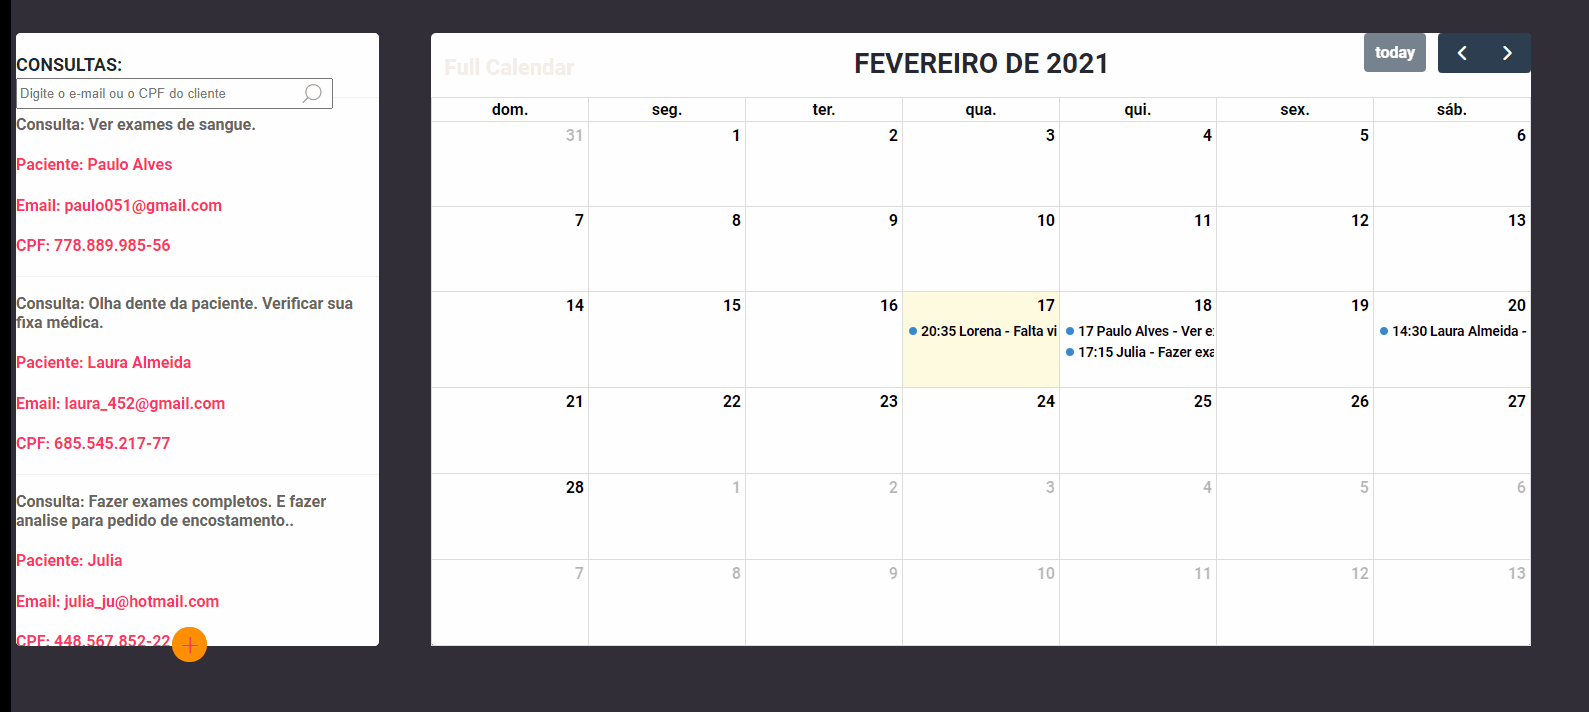 CONSULTAS:
Digite o e-mail ou o CPF do cliente
Consulta: Ver exames de sangue.
Paciente: Paulo Alves
Email: paulo051@gmail.com
CPF: 778.889.985-56
Consulta: Olha dente da paciente. Verificar sua
fixa médica.
Paciente: Laura Almeida
Email: laura_452@gmail.com
CPF: 685.545.217-77
Consulta: Fazer exames completos. E fazer
analise para pedido de encostamento..
Paciente: Julia
Email: julia_ju@hotmail.com
CPF: 448.567.852-22
Full Calendar
FEVEREIRO DE 2021
today
dom. seg. ter. qua. qui. sex. sáb.
31 1 2 3 4 5 6
7 8 9 10 11 12 13
14 15 16 17 18 19 20
20:35 Lorena - Falta vi
17 Paulo Alves - Ver e
17:15 Julia - Fazer exa
14:30 Laura Almeida -
21 22 23 24 25 26 27
28 1 2 3 4 5 6
7 8 9 10 11 12 13